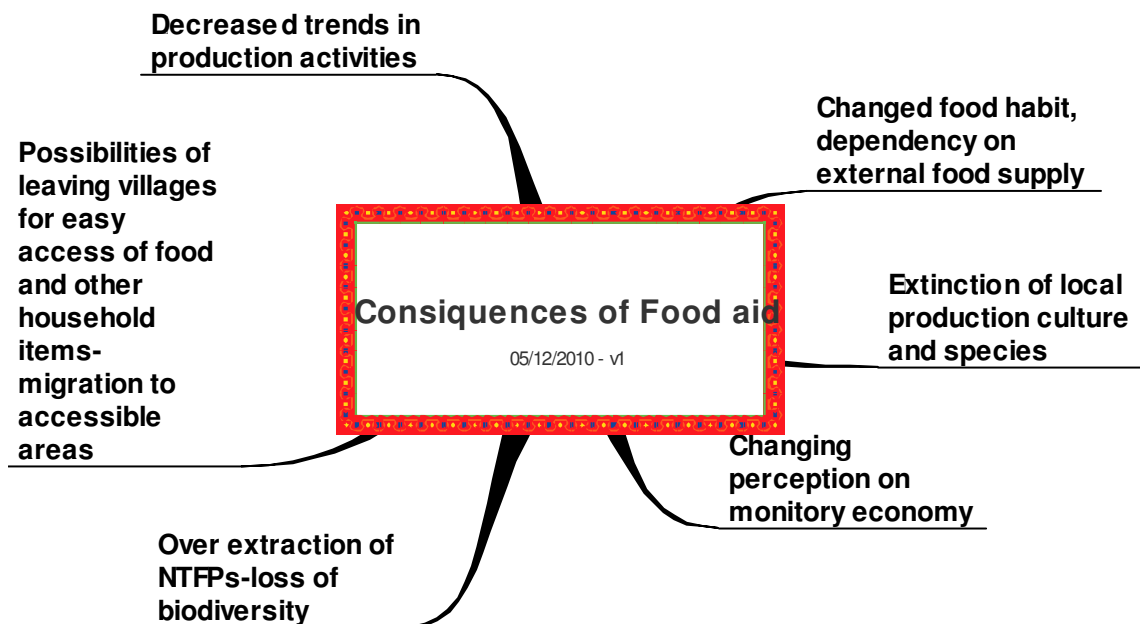 Decreased trends in
production activities
Changed food habit,
dependency on
external food supply
Possibilities of
leaving villages
for easy
access of food
and other
household
items-
migration to
accessible
areas
Consiquences of Food aid
05/12/2010 - v1
Extinction of local
production culture
and species
Changing
perception on
monitory economy
Over extraction of
NTFPs-loss of
biodiversity